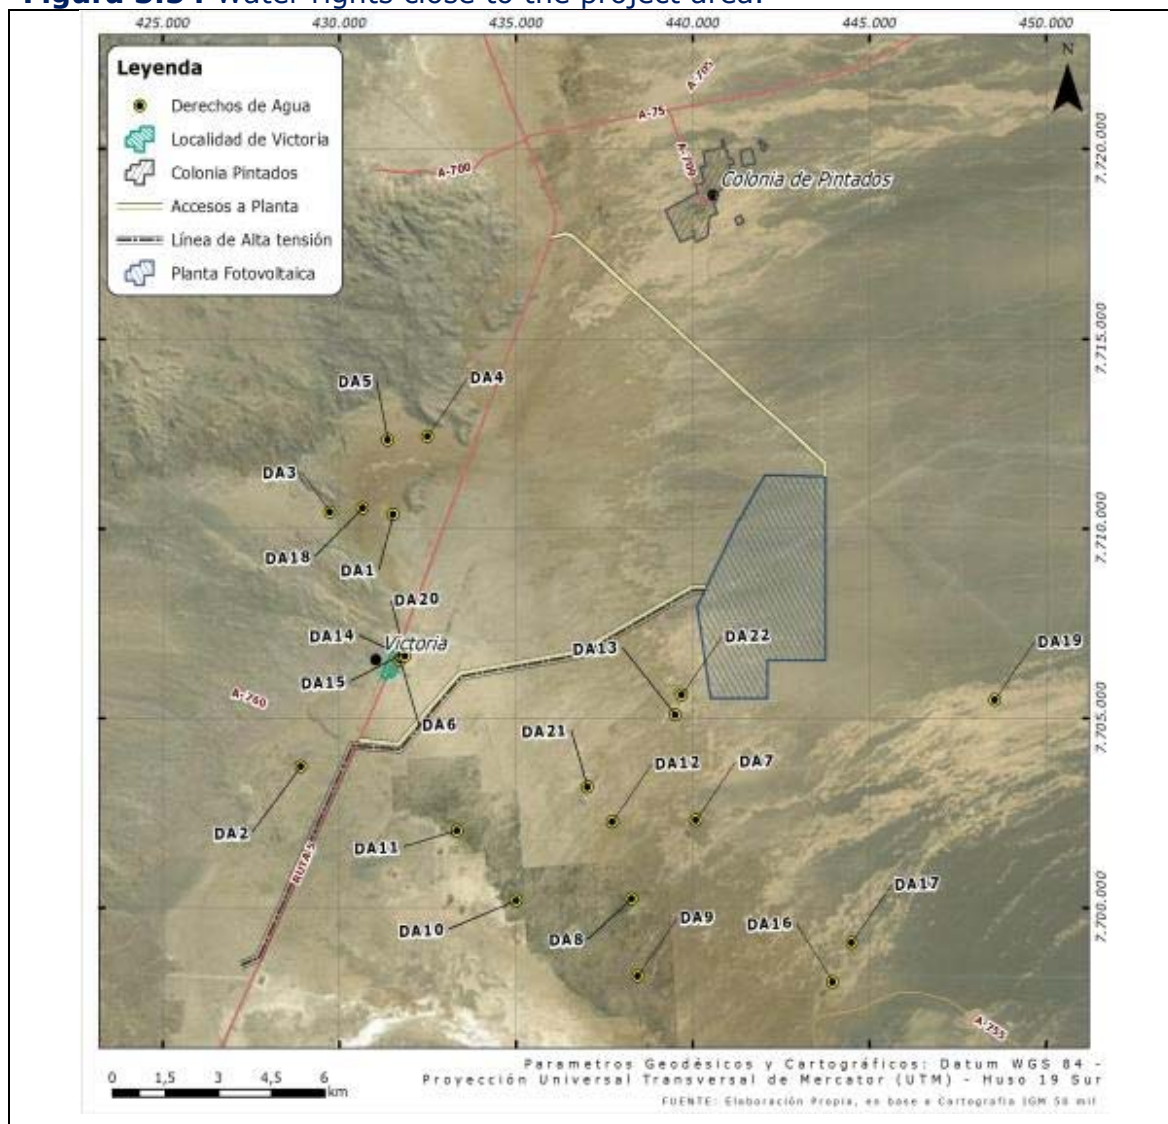 Water rights close to the project area.
425.000 430.000 435.000 440.000 445.000 450.000
Leyenda
Derechos de Agua
Localidad de Victoria
Colonia Pintados
Accesos a Planta
Línea de Alta tensión
Planta Fotovoltaica
N
A-705
A-75
A-700
A-709
Colonia de Pintados
7.720.000
7.715.000
DA5
DA4
DA3
DA18
DA1
7.710.000
DA20
DA14
Victoria
DA13
DA22
DA19
DA15
A-760
DA6
DA21
7.705.000
DA12
DA7
DA2
DA11
RUTA 5
DA17
DA10
DA8
DA9
DA16
7.700.000
A-755
0 1,5 3 4,5 6
km
Parametros Geodésicos y Cartográficos: Datum WGS 84 -
Proyección Universal Transversal de Mercator (UTM) - Huso 19 Sur
FUENTE: Elaboración Propia, en base a Cartografía IGM 50 mil